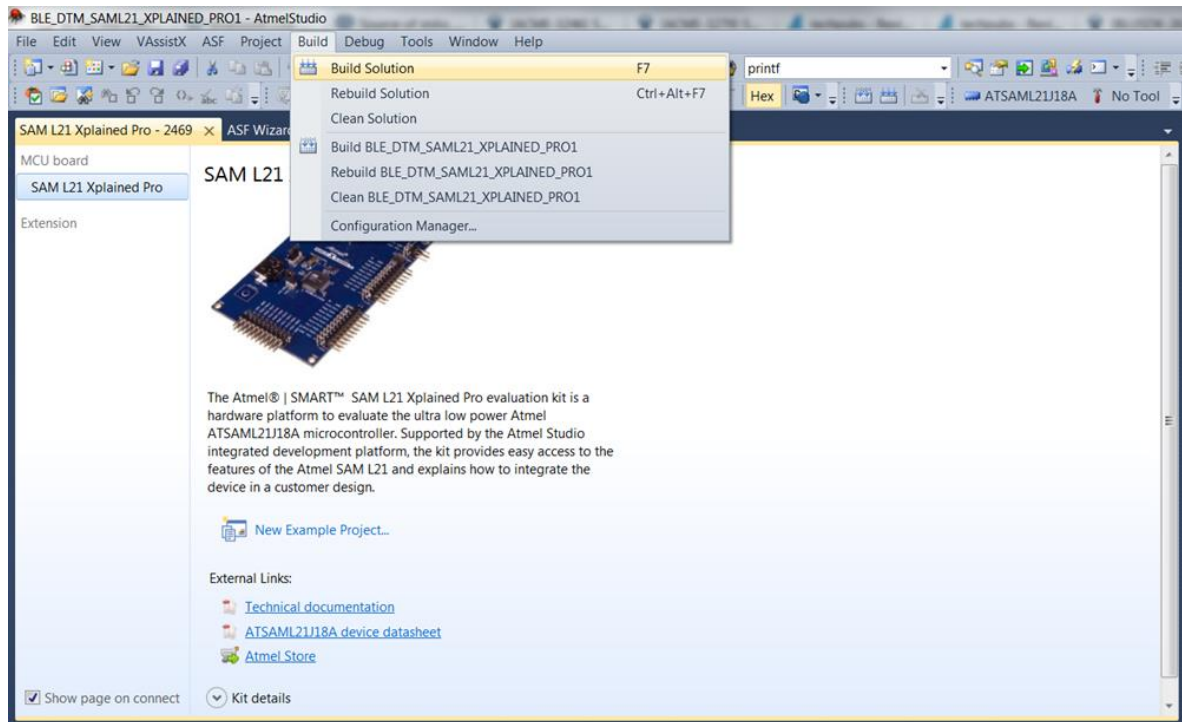 BLE_DTM_SAML21_XPLAINED_PRO1 - AtmelStudio
File Edit View VAssistX ASF Project Build Debug Tools Window Help
Build Solution F7
Rebuild Solution Ctrl+Alt+F7
Clean Solution
Build BLE_DTM_SAML21_XPLAINED_PRO1
Rebuild BLE_DTM_SAML21_XPLAINED_PRO1
Clean BLE_DTM_SAML21_XPLAINED_PRO1
Configuration Manager...
printf
Hex ATSAML21J18A No Tool
SAM L21 Xplained Pro - 2469 ASF Wizar
MCU board
SAM L21 Xplained Pro
Extension
SAM L21
The Atmel® | SMART™ SAM L21 Xplained Pro evaluation kit is a
hardware platform to evaluate the ultra low power Atmel
ATSAML21J18A microcontroller. Supported by the Atmel Studio
integrated development platform, the kit provides easy access to the
features of the Atmel SAM L21 and explains how to integrate the
device in a customer design.
New Example Project...
External Links:
Technical documentation
ATSAML21J18A device datasheet
Atmel Store
Show page on connect
Kit details